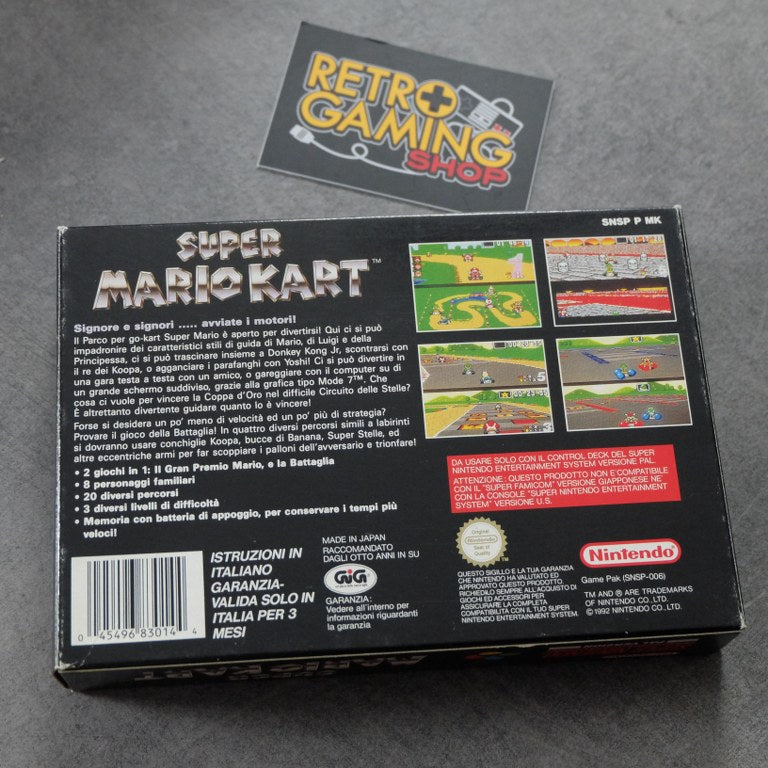 RETRO
GAMING
SHOP
SNSP P MK
SUPER
MARIO KART™
Signore e signori ..... avviate i motori!
Il Parco per go-kart Super Mario è aperto per divertirsi! Qui ci si può
impadronire dei caratteristici stili di guida di Mario, di Luigi e della
Principessa, ci si può trascinare insieme a Donkey Kong Jr, scontrarsi con
il re dei Koopa, o agganciare i parafanghi con Yoshi! Ci si può divertire in
una gara testa a testa con un amico, o gareggiare con il computer su di
un grande schermo suddiviso, grazie alla grafica tipo Mode 7™. Che
cosa ci vuole per vincere la Coppa d'Oro nel difficile Circuito delle Stelle?
È altrettanto divertente guidare quanto lo è vincere!
Forse si desidera un po' meno di velocità ed un po' più di strategia?
Provare il gioco della Battaglia! In quattro diversi percorsi simili a labirinti
si dovranno usare conchiglie Koopa, bucce di Banana, Super Stelle, ed
altre eccentriche armi per far scoppiare i palloni dell'avversario e trionfare!
• 2 giochi in 1: Il Gran Premio Mario, e la Battaglia
• 8 personaggi familiari
• 20 diversi percorsi
• 3 diversi livelli di difficoltà
• Memoria con batteria di appoggio, per conservare i tempi più
veloci!
DA USARE SOLO CON IL CONTROL DECK DEL SUPER
NINTENDO ENTERTAINMENT SYSTEM VERSIONE PAL.
ATTENZIONE: QUESTO PRODOTTO NON E'COMPATIBILE
CON IL "SUPER FAMICOM" VERSIONE GIAPPONESE NE'
CON LA CONSOLE "SUPER NINTENDO ENTERTAINMENT
SYSTEM" VERSIONE U.S.
0 45496 83014 4
ISTRUZIONI IN
ITALIANO
GARANZIA-
VALIDA SOLO IN
ITALIA PER 3
MESI
MADE IN JAPAN
RACCOMANDATO
DAGLI OTTO ANNI IN SU
GiG
GARANZIA:
Vedere all'interno per
informazioni riguardanti
la garanzia
Original
Nintendo
Seal of
Quality
QUESTO SIGILLO E LA TUA GARANZIA
CHE NINTENDO HA VALUTATO ED
APPROVATO QUESTO PRODOTTO.
RICHIEDILO SEMPRE ALL'ACQUISTO DI
GIOCHI ED ACCESSORI PER
ASSICURARE LA COMPLETA
COMPATIBILITÀ CON IL TUO SUPER
NINTENDO ENTERTAINMENT SYSTEM.
Nintendo®
Game Pak (SNSP-006)
TM AND ® ARE TRADEMARKS
OF NINTENDO CO., LTD.
© 1992 NINTENDO CO., LTD.
SUPER
MARIO KART